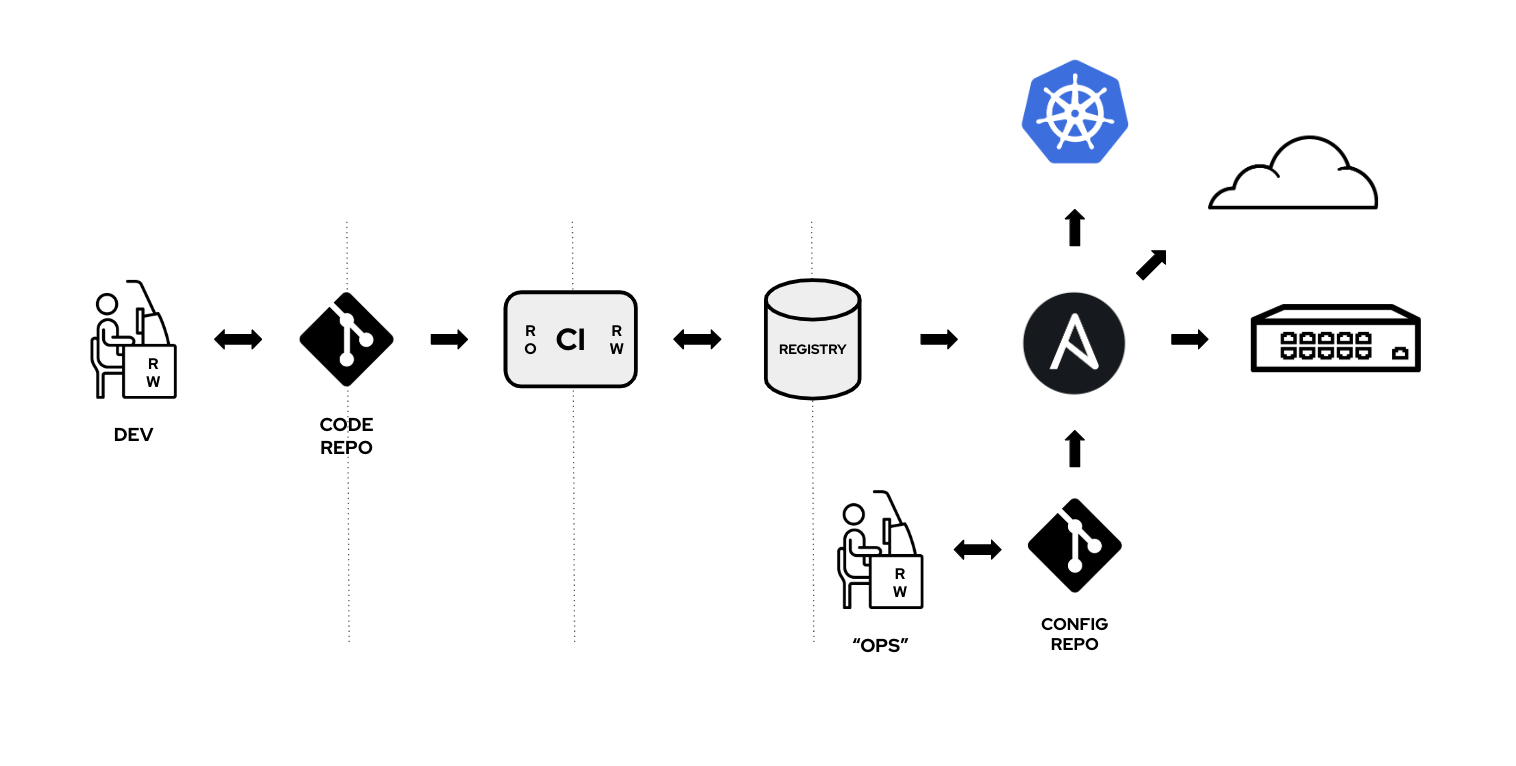 R
W
DEV
CODE
REPO
R
O
CI
R
W
REGISTRY
R
W
“OPS”
CONFIG
REPO